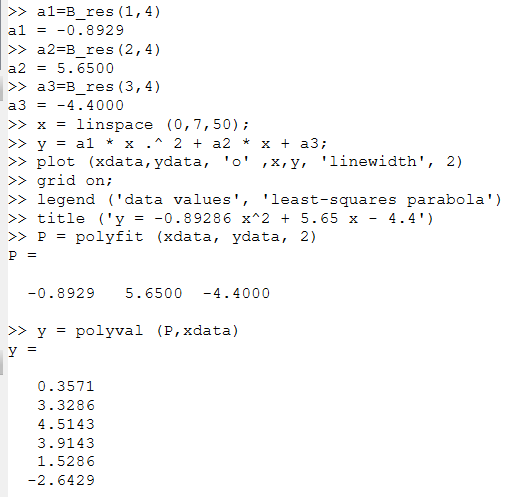 >> a1=B_res(1,4)
a1 = -0.8929
>> a2=B_res(2,4)
a2 = 5.6500
>> a3=B_res(3,4)
a3 = -4.4000
>> x = linspace (0,7,50);
>> y = a1 * x .^ 2 + a2 * x + a3;
>> plot (xdata,ydata, 'o' ,x,y, 'linewidth', 2)
>> grid on;
>> legend ('data values', 'least-squares parabola')
>> title ('y = -0.89286 x^2 + 5.65 x - 4.4')
>> P = polyfit (xdata, ydata, 2)
P =
-0.8929 5.6500 -4.4000
>> y = polyval (P,xdata)
y =
0.3571
3.3286
4.5143
3.9143
1.5286
-2.6429